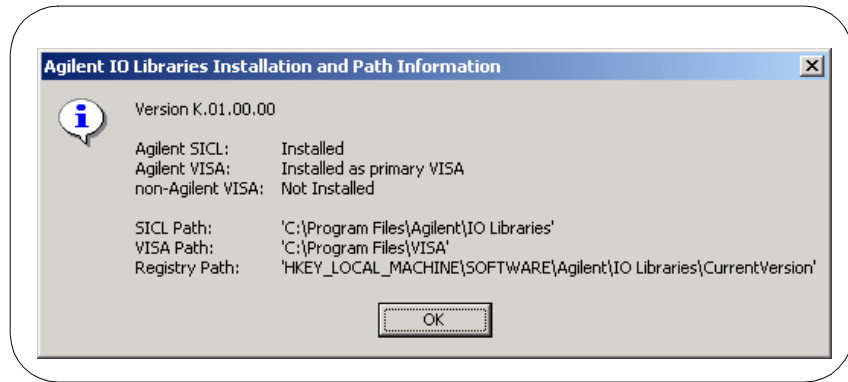 Agilent IO Libraries Installation and Path Information
Version K.01.00.00
Agilent SICL: Installed
Agilent VISA: Installed as primary VISA
non-Agilent VISA: Not Installed
SICL Path: 'C:\Program Files\Agilent\IO Libraries'
VISA Path: 'C:\Program Files\VISA'
Registry Path: 'HKEY_LOCAL_MACHINE\SOFTWARE\Agilent\IO Libraries\CurrentVersion'
OK